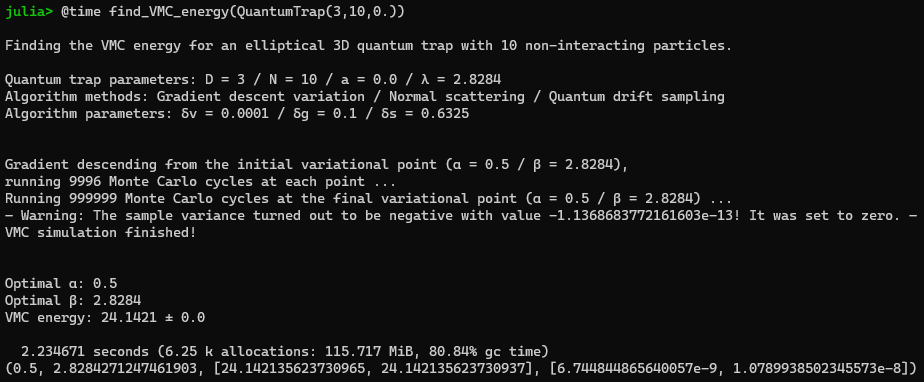 julia> @time find_VMC_energy(QuantumTrap(3,10,0.))
Finding the VMC energy for an elliptical 3D quantum trap with 10 non-interacting particles.
Quantum trap parameters: D = 3 / N = 10 / a = 0.0 / λ = 2.8284
Algorithm methods: Gradient descent variation / Normal scattering / Quantum drift sampling
Algorithm parameters: δv = 0.0001 / δg = 0.1 / δs = 0.6325
Gradient descending from the initial variational point (α = 0.5 / β = 2.8284),
running 9996 Monte Carlo cycles at each point ...
Running 999999 Monte Carlo cycles at the final variational point (α = 0.5 / β = 2.8284) ...
– Warning: The sample variance turned out to be negative with value -1.1368683772161603e-13! It was set to zero. –
VMC simulation finished!
Optimal α: 0.5
Optimal β: 2.8284
VMC energy: 24.1421 ± 0.0
2.234671 seconds (6.25 k allocations: 115.717 MiB, 80.84% gc time)
(0.5, 2.8284271247461903, [24.142135623730965, 24.142135623730937], [6.744844865640057e-9, 1.0789938502345573e-8])